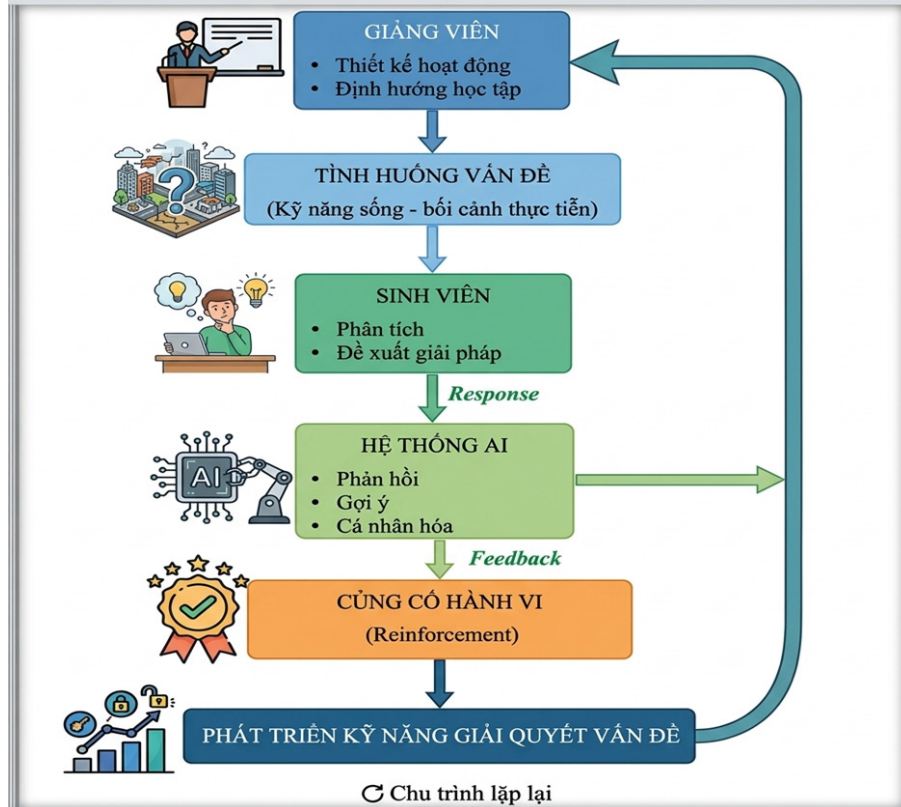 GIẢNG VIÊN
• Thiết kế hoạt động
• Định hướng học tập
TÌNH HUỐNG VẤN ĐỀ
(Kỹ năng sống - bối cảnh thực tiễn)
SINH VIÊN
• Phân tích
• Đề xuất giải pháp
Response
HỆ THỐNG AI
• Phản hồi
• Gợi ý
• Cá nhân hóa
AI
Feedback
CỦNG CỐ HÀNH VI
(Reinforcement)
PHÁT TRIỂN KỸ NĂNG GIẢI QUYẾT VẤN ĐỀ
Chu trình lặp lại